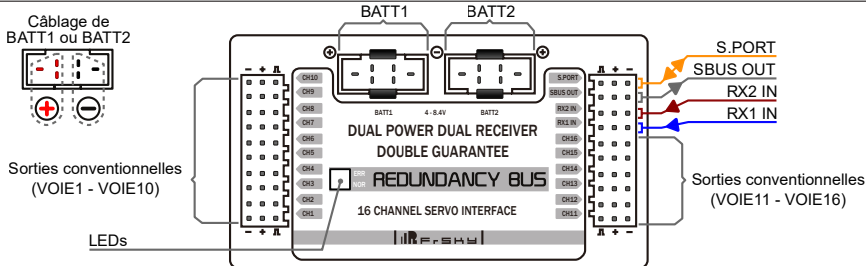 Câblage de
BATT1 ou BATT2
BATT1
BATT2
- - + +
+
-
Sorties conventionnelles
(VOIE1 - VOIE10)
LEDs
- +
CH10
CH9
CH8
CH7
CH6
CH5
CH4
CH3
CH2
CH1
- +
+ - +
- +
- +
BATT1
4 - 8.4V
BATT2
DUAL POWER DUAL RECEIVER
DOUBLE GUARANTEE
ERR
NOR
REDUNDANCY BUS
16 CHANNEL SERVO INTERFACE
FrSKY
S.PORT
SBUS OUT
RX2 IN
RX1 IN
CH16
CH15
CH14
CH13
CH12
CH11
+ -
+ -
S.PORT
SBUS OUT
RX2 IN
RX1 IN
Sorties conventionnelles
(VOIE11 - VOIE16)